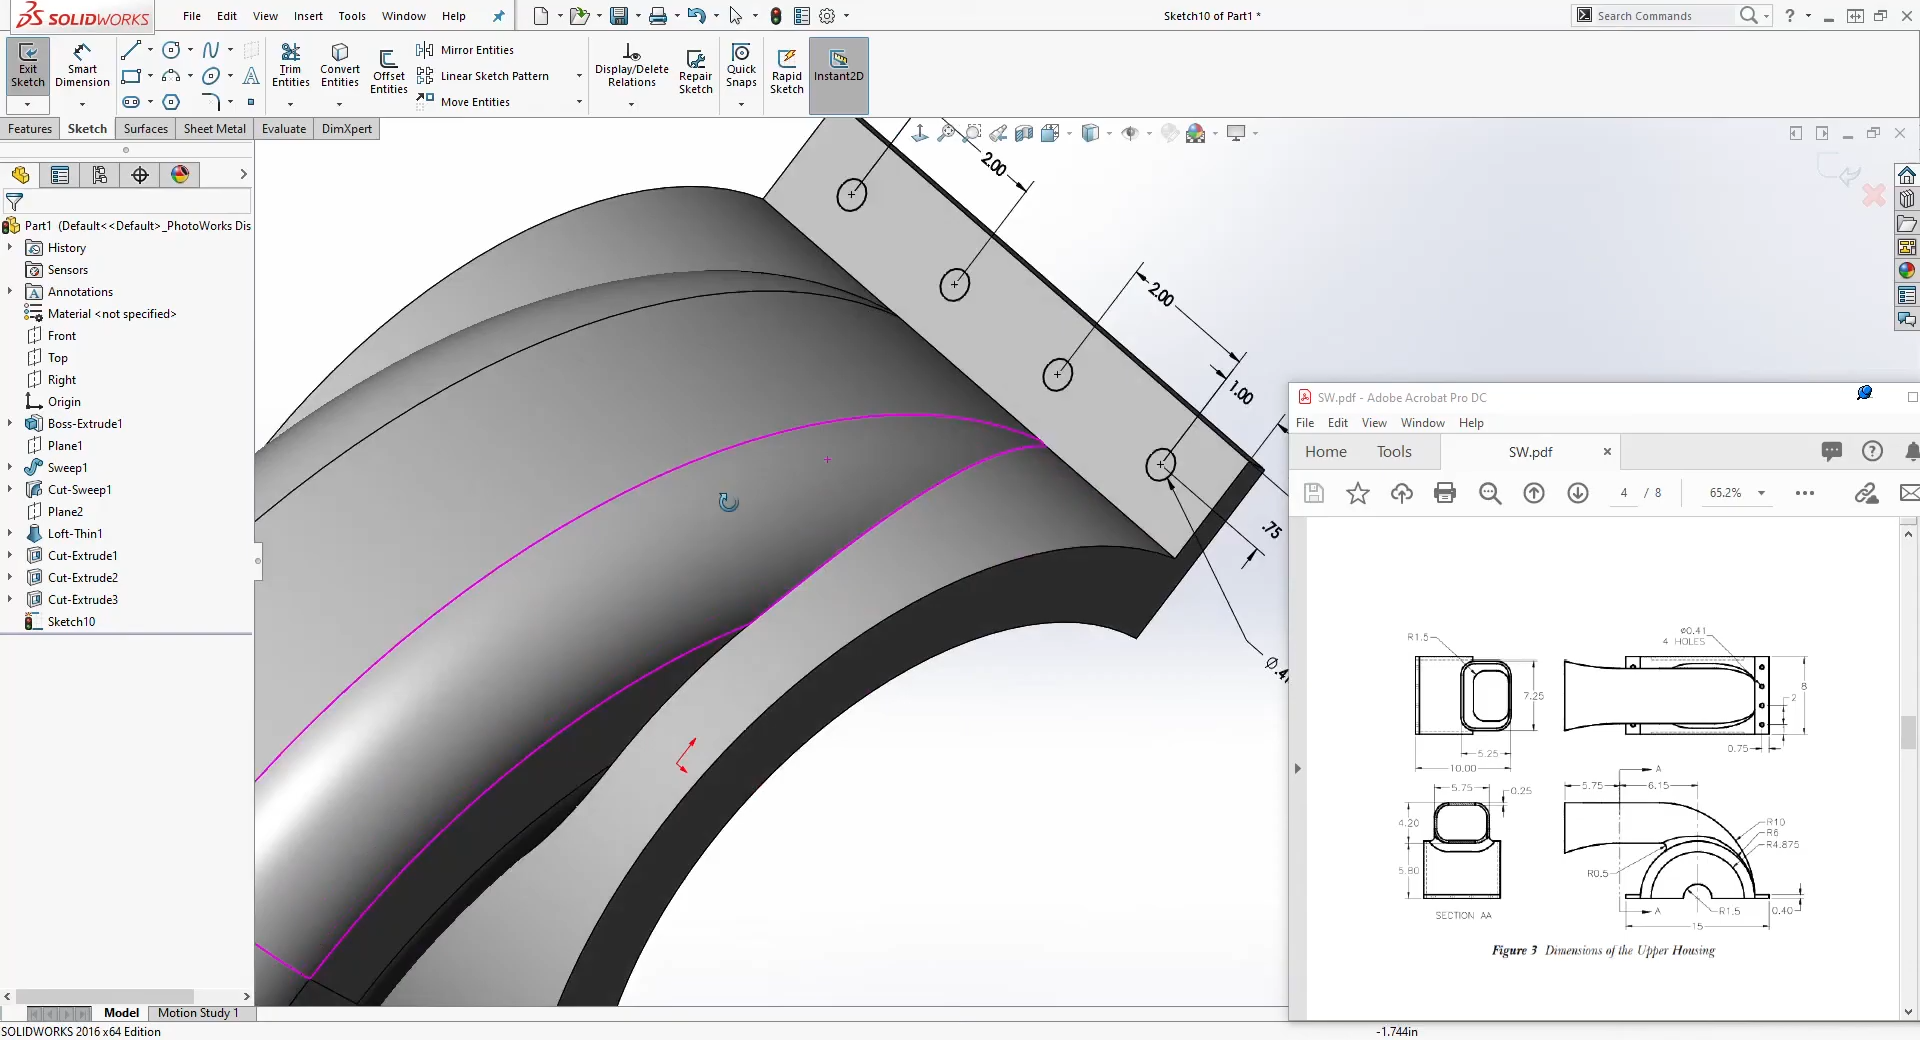 SOLIDWORKS
File Edit View Insert Tools Window Help
Sketch10 of Part1 *
Search Commands
Exit Sketch
Smart Dimension
Trim Entities
Convert Entities
Offset Entities
Mirror Entities
Linear Sketch Pattern
Move Entities
Display/Delete Relations
Repair Sketch
Quick Snaps
Rapid Sketch
Instant2D
Features Sketch Surfaces Sheet Metal Evaluate DimXpert
Part1 (Default<<Default>_PhotoWorks Dis
History
Sensors
Annotations
Material <not specified>
Front
Top
Right
Origin
Boss-Extrude1
Plane1
Sweep1
Cut-Sweep1
Plane2
Loft-Thin1
Cut-Extrude1
Cut-Extrude2
Cut-Extrude3
Sketch10
2.00
2.00
1.00
.75
Ø.41
SW.pdf - Adobe Acrobat Pro DC
File Edit View Window Help
Home Tools SW.pdf
4 / 8 65.2%
R1.5
7.25
5.25
10.00
ø0.41
4 HOLES
8
2
0.75
5.75
0.25
4.20
5.80
SECTION AA
A
5.75 6.15
R10
R6
R4.875
R0.5
R1.5
0.40
A
15
Figure 3 Dimensions of the Upper Housing
Model Motion Study 1
SOLIDWORKS 2016 x64 Edition
-1.744in